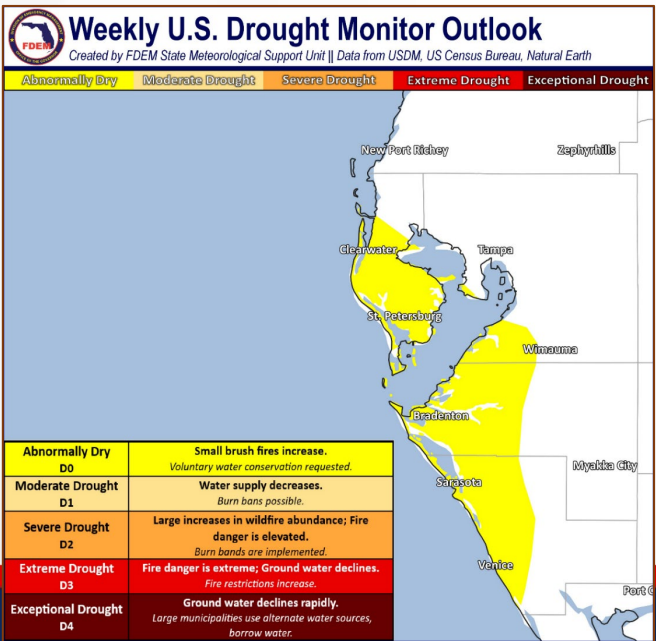 FDEM
Weekly U.S. Drought Monitor Outlook
Created by FDEM State Meteorological Support Unit || Data from USDM, US Census Bureau, Natural Earth
Abnormally Dry Moderate Drought Severe Drought Extreme Drought Exceptional Drought
New Port Richey
Zephyrhills
Clearwater
Tampa
St. Petersburg
Wimauma
Bradenton
Myakka City
Sarasota
Venice
Port C
Abnormally Dry
D0
Small brush fires increase.
Voluntary water conservation requested.
Moderate Drought
D1
Water supply decreases.
Burn bans possible.
Severe Drought
D2
Large increases in wildfire abundance; Fire
danger is elevated.
Burn bands are implemented.
Extreme Drought
D3
Fire danger is extreme; Ground water declines.
Fire restrictions increase.
Exceptional Drought
D4
Ground water declines rapidly.
Large municipalities use alternate water sources,
borrow water.